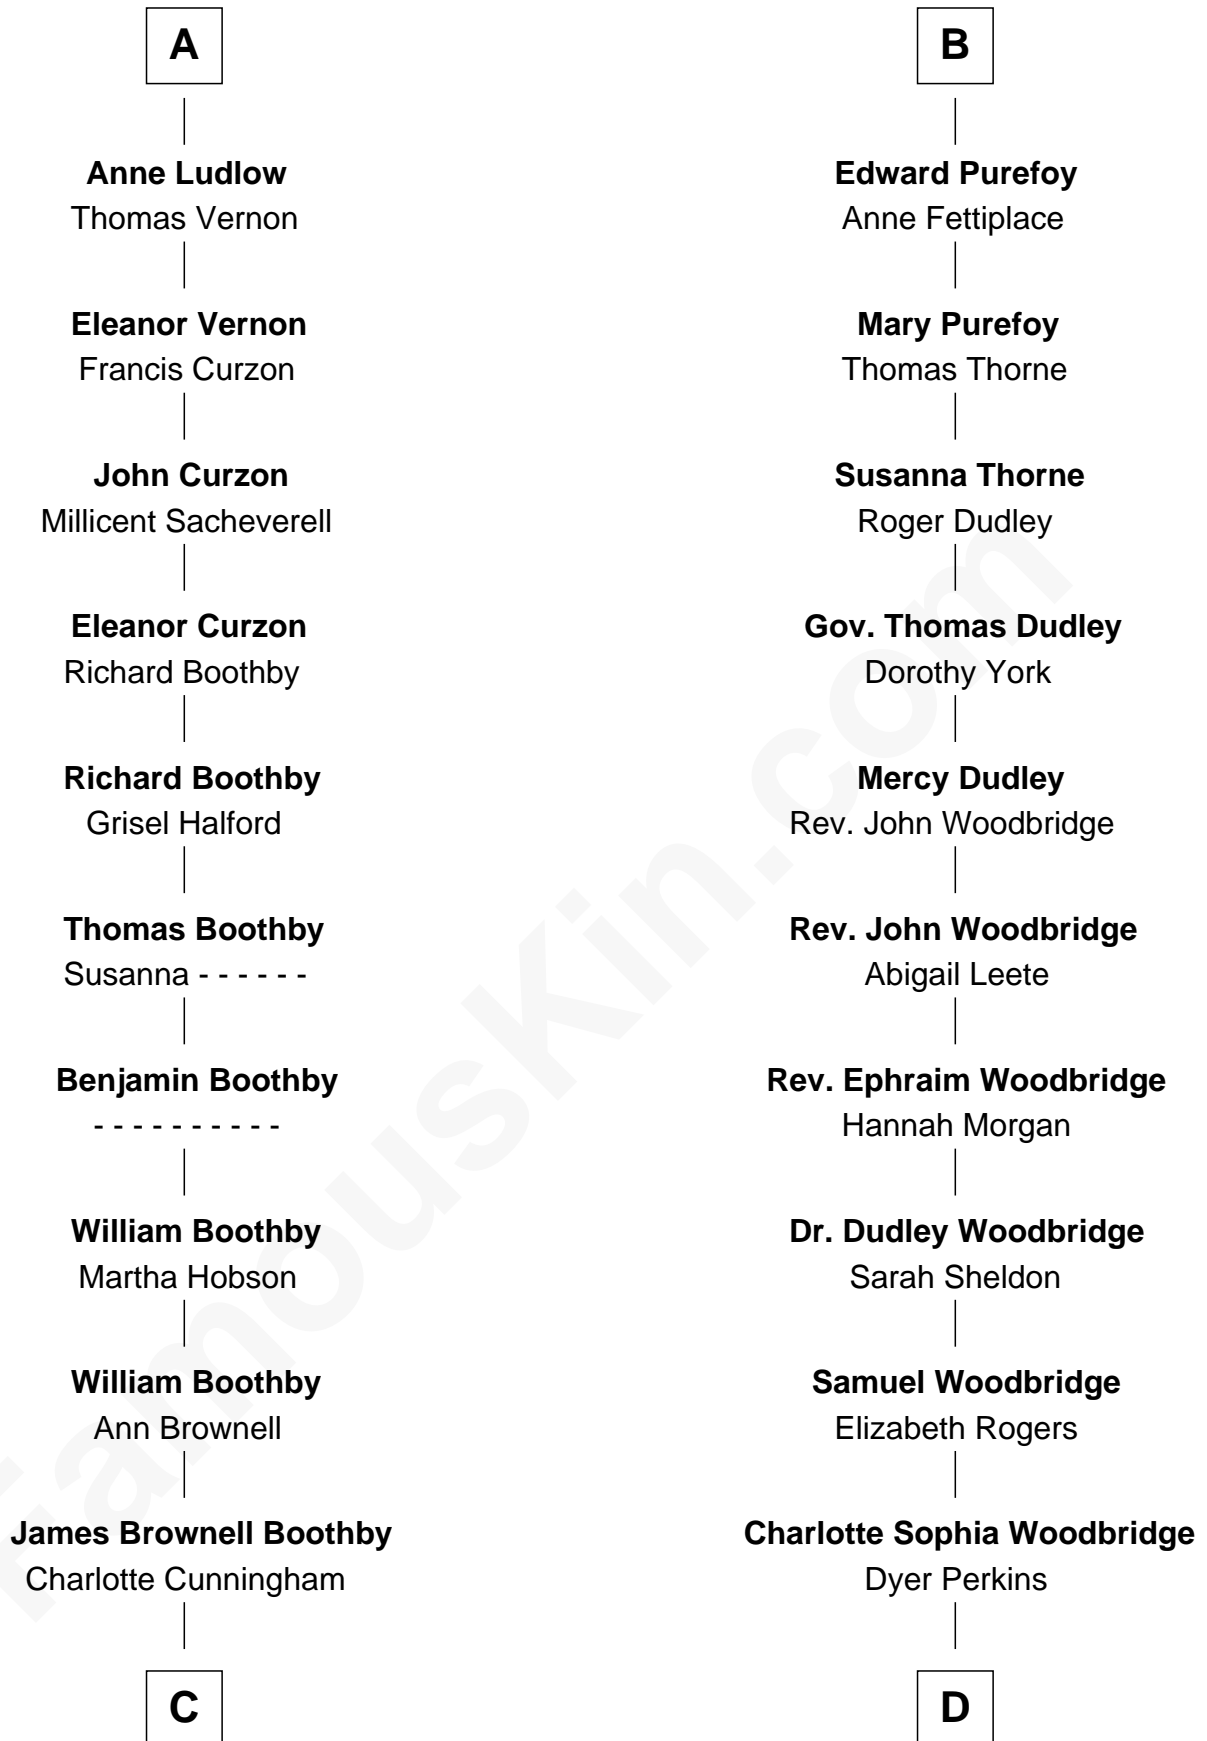 A
Anne Ludlow
Thomas Vernon
Eleanor Vernon
Francis Curzon
John Curzon
Millicent Sacheverell
Eleanor Curzon
Richard Boothby
Richard Boothby
Grisel Halford
Thomas Boothby
Susanna - - - - - -
Benjamin Boothby
- - - - - - - - - -
William Boothby
Martha Hobson
William Boothby
Ann Brownell
James Brownell Boothby
Charlotte Cunningham
C
B
Edward Purefoy
Anne Fettiplace
Mary Purefoy
Thomas Thorne
Susanna Thorne
Roger Dudley
Gov. Thomas Dudley
Dorothy York
Mercy Dudley
Rev. John Woodbridge
Rev. John Woodbridge
Abigail Leete
Rev. Ephraim Woodbridge
Hannah Morgan
Dr. Dudley Woodbridge
Sarah Sheldon
Samuel Woodbridge
Elizabeth Rogers
Charlotte Sophia Woodbridge
Dyer Perkins
D
FamousKin.com